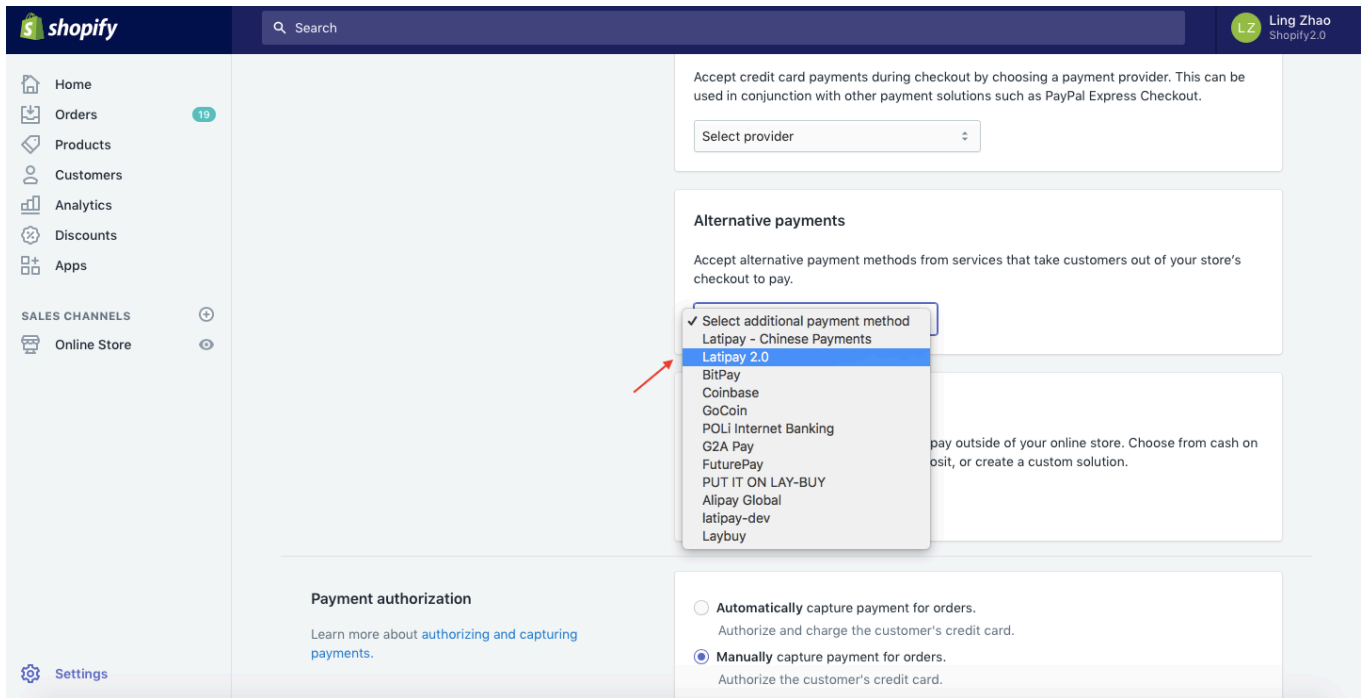 shopify
Search
LZ
Ling Zhao
Shopify2.0
Home
Orders 19
Products
Customers
Analytics
Discounts
Apps
SALES CHANNELS
Online Store
Settings
Accept credit card payments during checkout by choosing a payment provider. This can be
used in conjunction with other payment solutions such as PayPal Express Checkout.
Select provider
Alternative payments
Accept alternative payment methods from services that take customers out of your store's
checkout to pay.
✓ Select additional payment method
Latipay - Chinese Payments
Latipay 2.0
BitPay
Coinbase
GoCoin
POLi Internet Banking
G2A Pay
FuturePay
PUT IT ON LAY-BUY
Alipay Global
latipay-dev
Laybuy
pay outside of your online store. Choose from cash on
osit, or create a custom solution.
Payment authorization
Learn more about authorizing and capturing
payments.
Automatically capture payment for orders.
Authorize and charge the customer's credit card.
Manually capture payment for orders.
Authorize the customer's credit card.